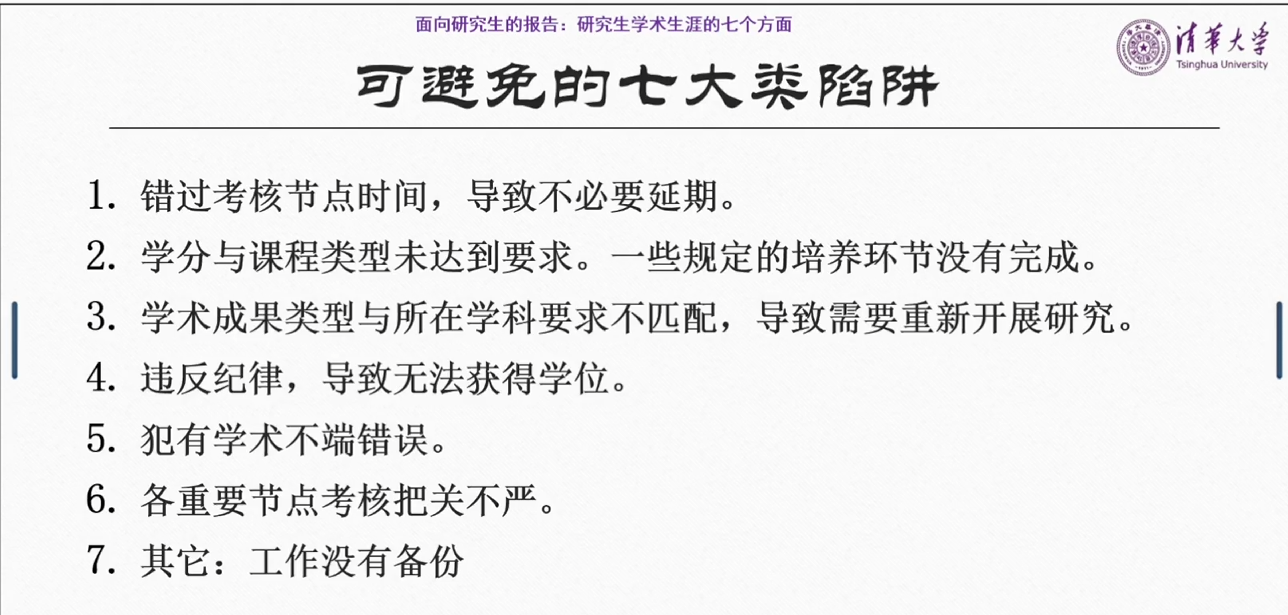 面向研究生的报告：研究生学术生涯的七个方面
清华大学
Tsinghua University
可避免的七大类陷阱
1. 错过考核节点时间，导致不必要延期。
2. 学分与课程类型未达到要求。一些规定的培养环节没有完成。
3. 学术成果类型与所在学科要求不匹配，导致需要重新开展研究。
4. 违反纪律，导致无法获得学位。
5. 犯有学术不端错误。
6. 各重要节点考核把关不严。
7. 其它：工作没有备份